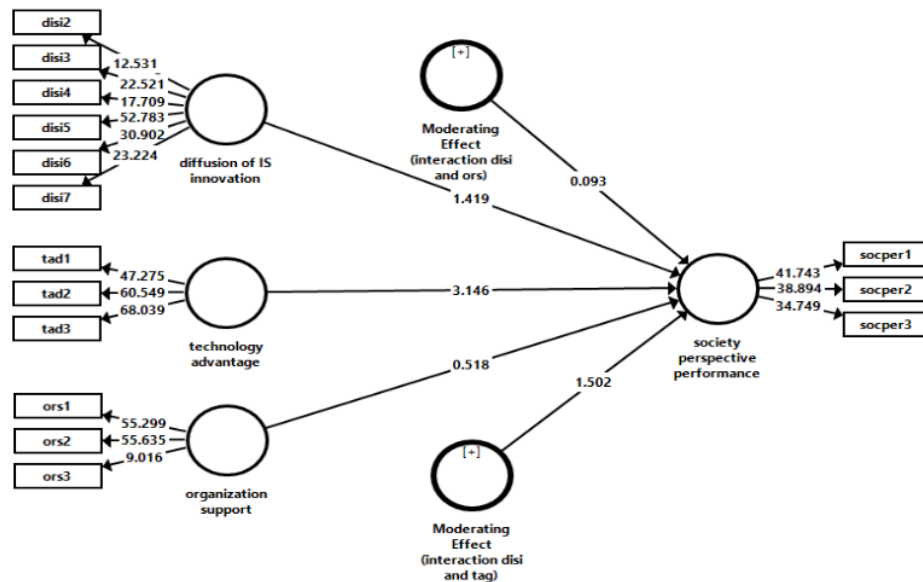 disi2
disi3
disi4
disi5
disi6
disi7
12.531
22.521
17.709
52.783
30.902
23.224
diffusion of IS
innovation
[+]
Moderating
Effect
(interaction disi
and ors)
0.093
1.419
tad1
tad2
tad3
47.275
60.549
68.039
technology
advantage
3.146
0.518
1.502
41.743
38.894
34.749
socper1
socper2
socper3
society
perspective
performance
ors1
ors2
ors3
55.299
55.635
9.016
organization
support
[+]
Moderating
Effect
(interaction disi
and tag)